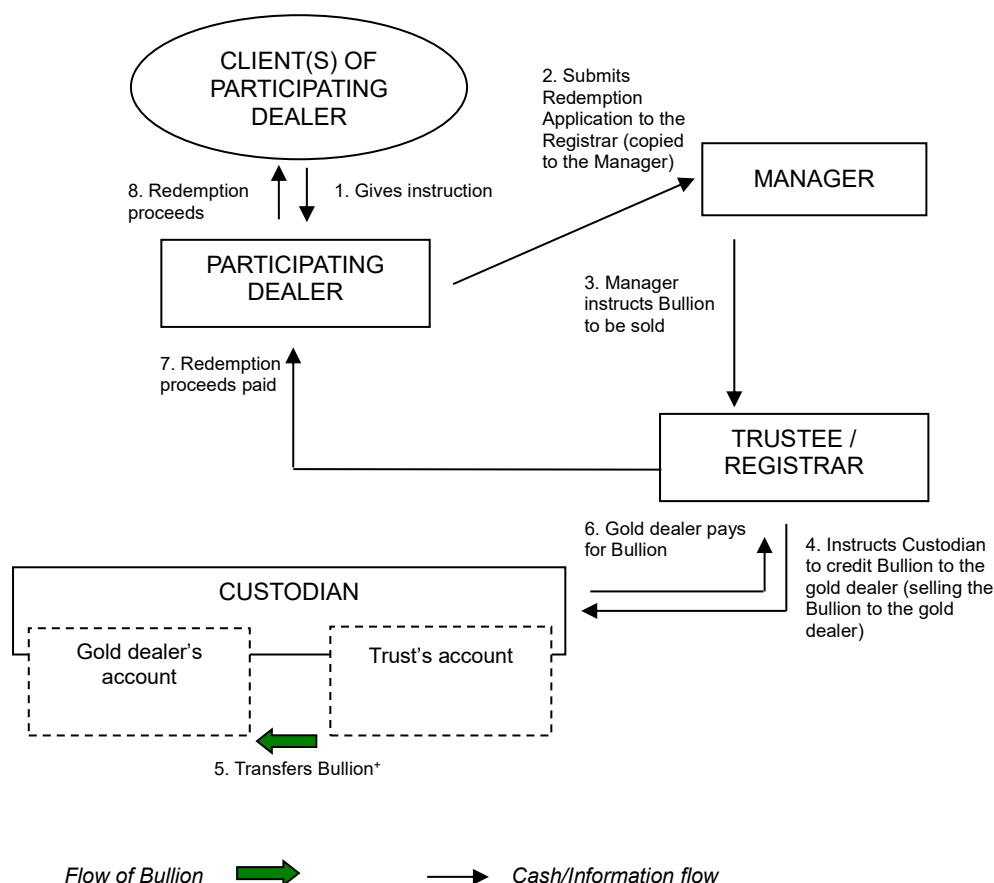 CLIENT(S) OF
PARTICIPATING
DEALER
2. Submits
Redemption
Application to the
Registrar (copied
to the Manager)
MANAGER
8. Redemption
proceeds
1. Gives instruction
PARTICIPATING
DEALER
3. Manager
instructs Bullion
to be sold
7. Redemption
proceeds paid
TRUSTEE /
REGISTRAR
6. Gold dealer pays
for Bullion
4. Instructs Custodian
to credit Bullion to the
gold dealer (selling the
Bullion to the gold
dealer)
CUSTODIAN
Gold dealer's
account
Trust's account
5. Transfers Bullion⁺
Flow of Bullion
Cash/Information flow